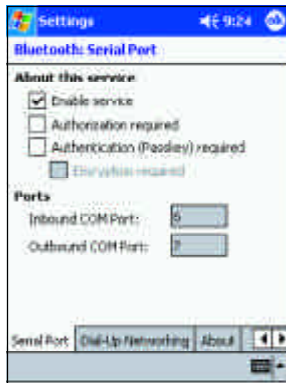 Settings 9:24 ok
Bluetooth: Serial Port
About this service
Enable service
Authorization required
Authentication (Passkey) required
Encryption required
Ports
Inbound COM Port: 6
Outbound COM Port: 7
Serial Port Dial-Up Networking About